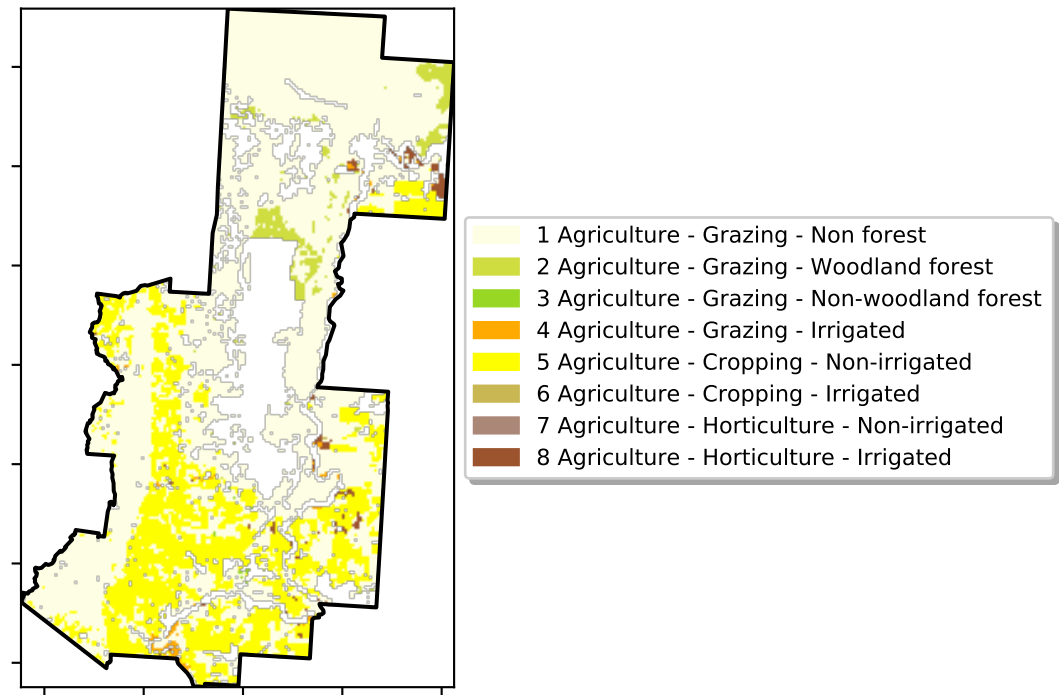 1 Agriculture - Grazing - Non forest
2 Agriculture - Grazing - Woodland forest
3 Agriculture - Grazing - Non-woodland forest
4 Agriculture - Grazing - Irrigated
5 Agriculture - Cropping - Non-irrigated
6 Agriculture - Cropping - Irrigated
7 Agriculture - Horticulture - Non-irrigated
8 Agriculture - Horticulture - Irrigated